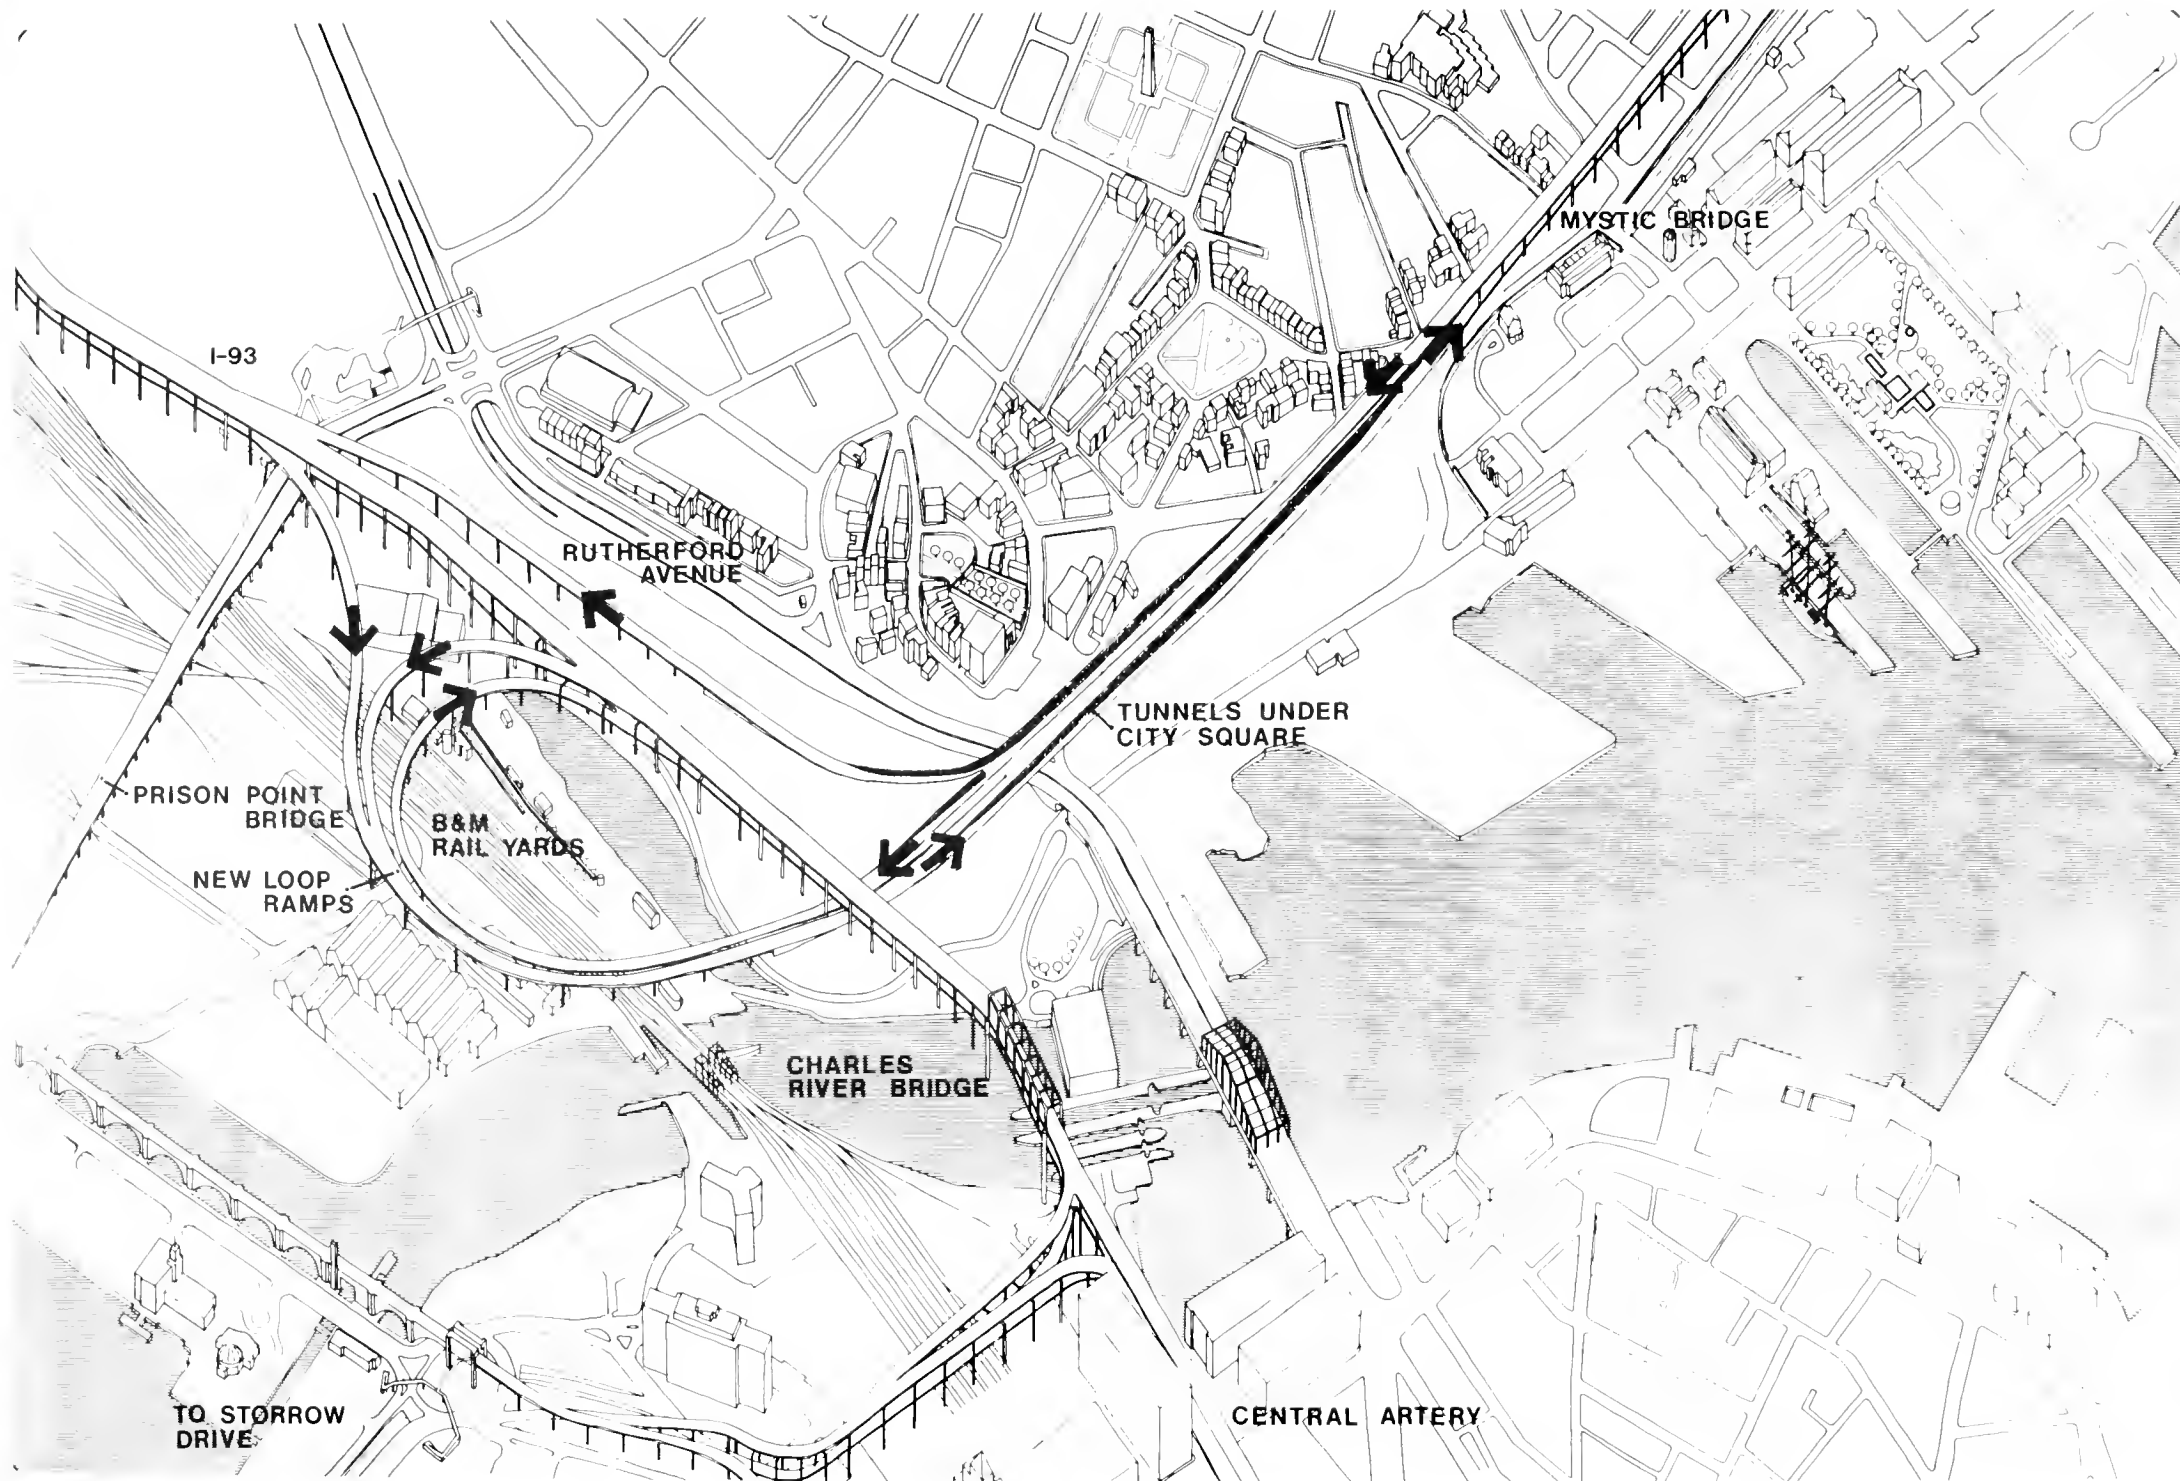 MYSTIC BRIDGE
I-93
RUTHERFORD
AVENUE
TUNNELS UNDER
CITY SQUARE
PRISON POINT
BRIDGE
B&M
RAIL YARDS
NEW LOOP
RAMPS
CHARLES
RIVER BRIDGE
TO STORROW
DRIVE
CENTRAL ARTERY